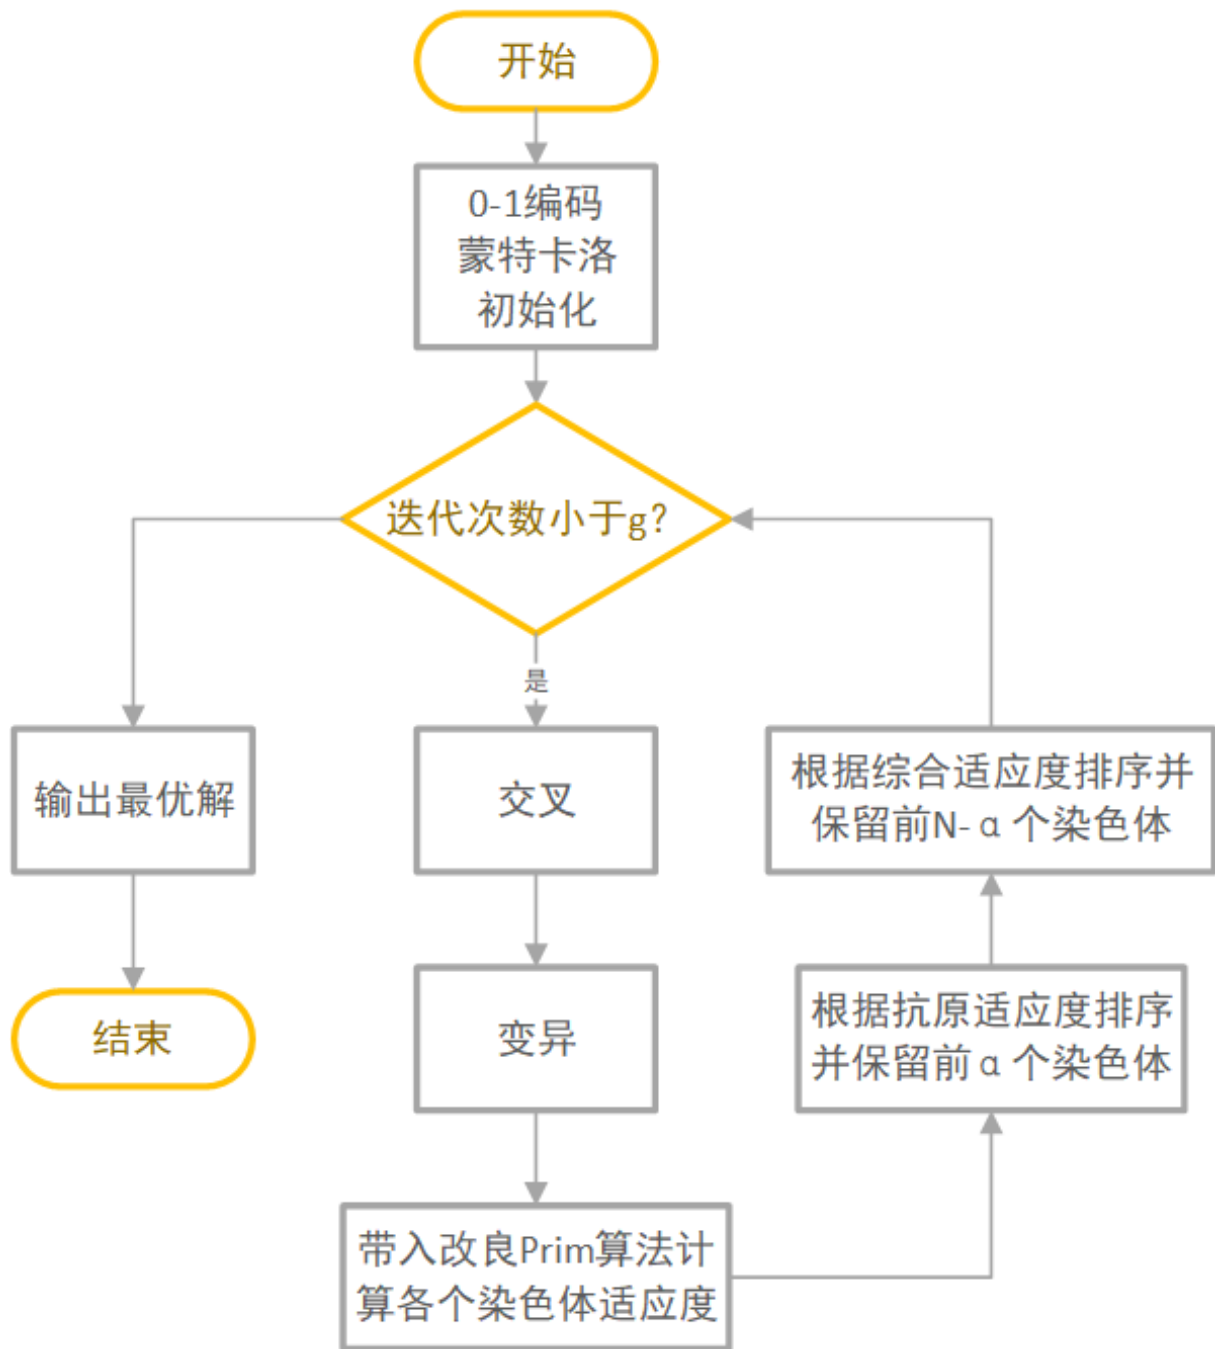 开始
0-1编码
蒙特卡洛
初始化
迭代次数小于g？
是
输出最优解
结束
交叉
变异
带入改良Prim算法计
算各个染色体适应度
根据抗原适应度排序
并保留前α个染色体
根据综合适应度排序并
保留前N-α个染色体